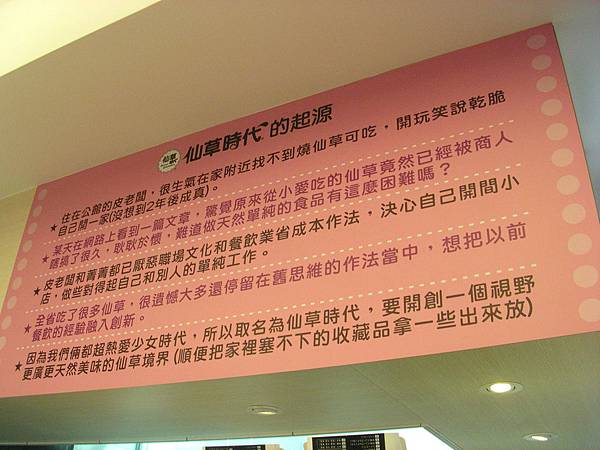 仙草時代 的起源
★ 住在公館的皮老闆，很生氣在家附近找不到燒仙草可吃，開玩笑說乾脆
自己開一家(沒想到2年後成真)。
★ 某天在網路上看到一篇文章，驚覺原來從小愛吃的仙草竟然已經被商人
瞎搞了很久，耿耿於懷，難道做天然單純的食品有這麼困難嗎？
★ 皮老闆和菁菁都已厭惡職場文化和餐飲業省成本作法，決心自己開間小
店，做些對得起自己和別人的單純工作。
★ 全省吃了很多仙草，很遺憾大多還停留在舊思維的作法當中，想把以前
餐飲的經驗融入創新。
★ 因為我們倆都超熱愛少女時代，所以取名為仙草時代，要開創一個視野
更廣更天然美味的仙草境界 (順便把家裡塞不下的收藏品拿一些出來放)